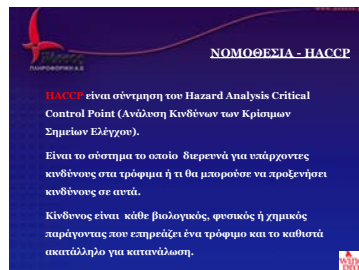 ΝΟΜΟΘΕΣΙΑ - HACCP
ΠΛΗΡΟΦΟΡΙΚΗ Α.Ε
HACCP είναι σύντμηση του Hazard Analysis Critical
Control Point (Ανάλυση Κινδύνων των Κρίσιμων
Σημείων Ελέγχου).
Είναι το σύστημα το οποίο διερευνά για υπάρχοντες
κινδύνους στα τρόφιμα ή τι θα μπορούσε να προξενήσει
κινδύνους σε αυτά.
Κίνδυνος είναι κάθε βιολογικός, φυσικός ή χημικός
παράγοντας που επηρεάζει ένα τρόφιμο και το καθιστά
ακατάλληλο για κατανάλωση.